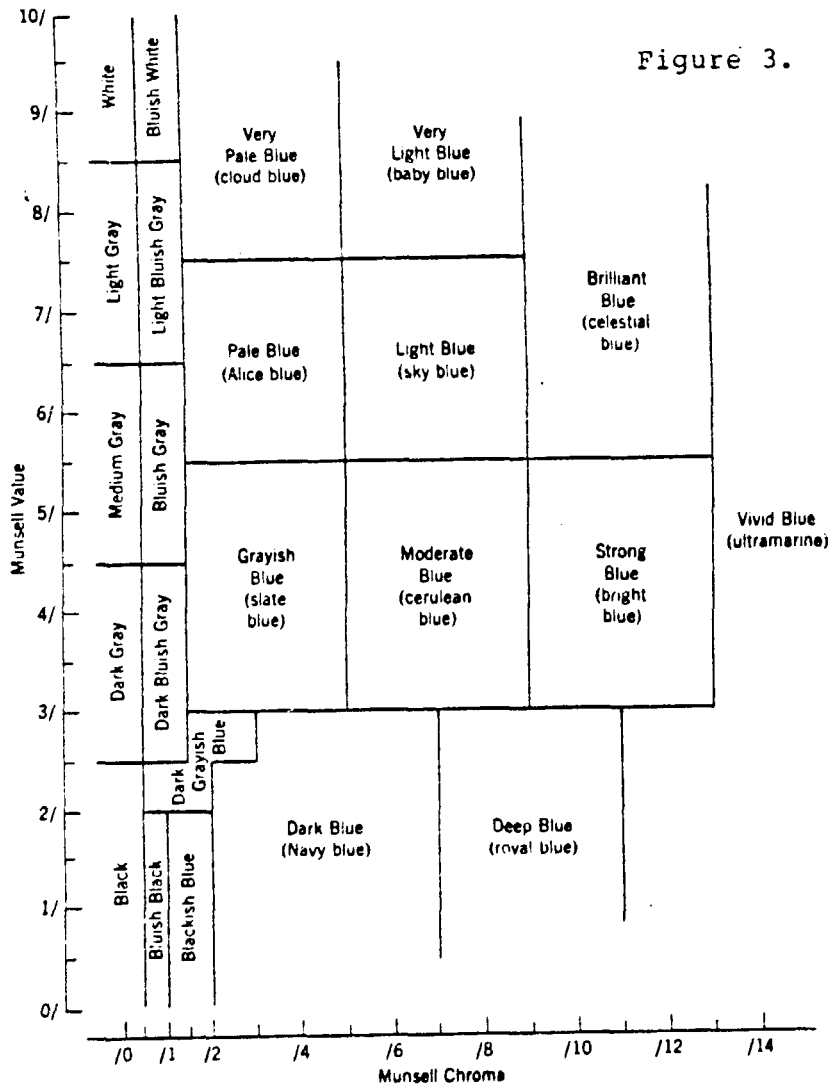 Figure 3.
10/
9/
8/
7/
6/
5/
4/
3/
2/
1/
0/
Munsell Value
White
Bluish White
Light Gray
Light Bluish Gray
Medium Gray
Bluish Gray
Dark Gray
Dark Bluish Gray
Black
Bluish Black
Blackish Blue
Dark
Grayish
Blue
Very
Pale Blue
(cloud blue)
Very
Light Blue
(baby blue)
Pale Blue
(Alice blue)
Light Blue
(sky blue)
Brilliant
Blue
(celestial
blue)
Grayish
Blue
(slate
blue)
Moderate
Blue
(cerulean
blue)
Strong
Blue
(bright
blue)
Vivid Blue
(ultramarine)
Dark Blue
(Navy blue)
Deep Blue
(royal blue)
/0
/1
/2
/4
/6
/8
/10
/12
/14
Munsell Chroma